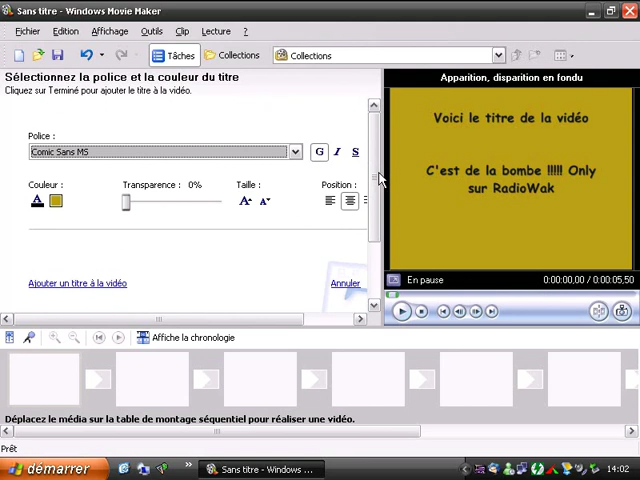 Sans titre - Windows Movie Maker
Fichier Edition Affichage Outils Clip Lecture ?
Tâches Collections Collections
Sélectionnez la police et la couleur du titre
Cliquez sur Terminé pour ajouter le titre à la vidéo.
Police :
Comic Sans MS G I S
Couleur : Transparence : 0% Taille : Position :
A A A
Ajouter un titre à la vidéo Annuler
Apparition, disparition en fondu
Voici le titre de la vidéo
C'est de la bombe !!!!! Only
sur RadioWak
En pause 0:00:00,00 / 0:00:05,50
Affiche la chronologie
Déplacez le média sur la table de montage séquentiel pour réaliser une vidéo.
Prêt
démarrer » Sans titre - Windows ... 14:02